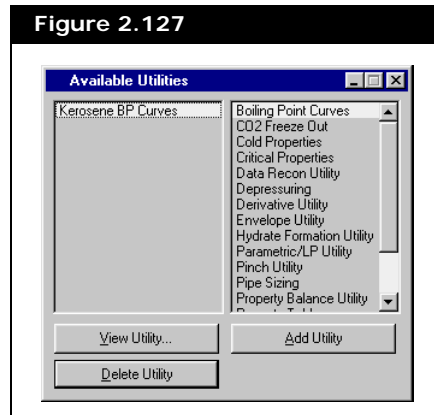 Figure 2.127
Available Utilities
Kerosene BP Curves
Boiling Point Curves
CO2 Freeze Out
Cold Properties
Critical Properties
Data Recon Utility
Depressuring
Derivative Utility
Envelope Utility
Hydrate Formation Utility
Parametric/LP Utility
Pinch Utility
Pipe Sizing
Property Balance Utility
View Utility...
Add Utility
Delete Utility